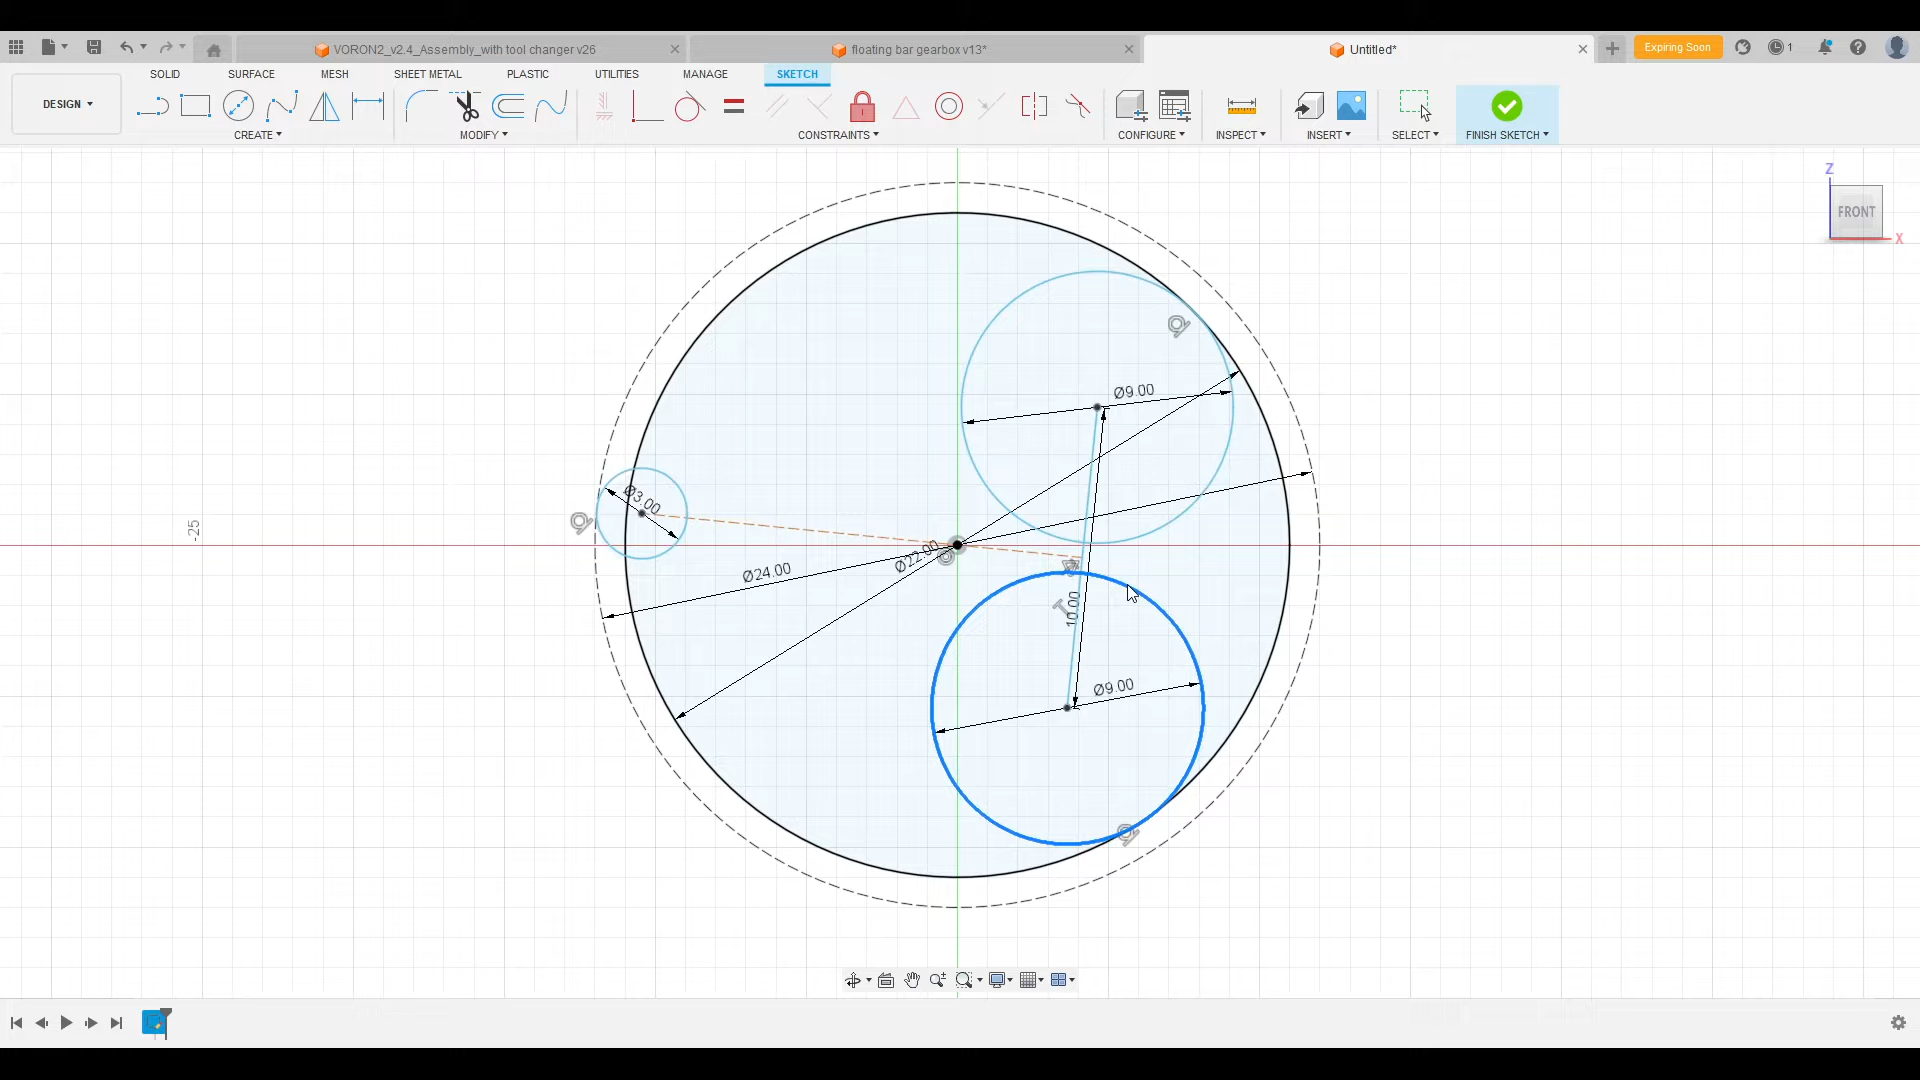 VORON2_v2.4_Assembly_with tool changer v26
floating bar gearbox v13*
Untitled*
Expiring Soon
1
SOLID SURFACE MESH SHEET METAL PLASTIC UTILITIES MANAGE SKETCH
DESIGN
CREATE MODIFY CONSTRAINTS CONFIGURE INSPECT INSERT SELECT FINISH SKETCH
Z
FRONT
X
Ø9.00
Ø3.00
-25
Ø22.00
Ø24.00
10.00
Ø9.00